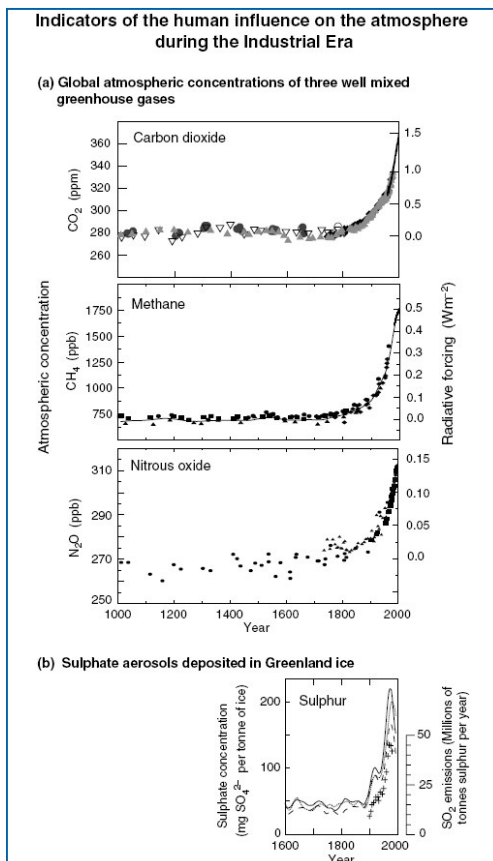 Indicators of the human influence on the atmosphere
during the Industrial Era
(a) Global atmospheric concentrations of three well mixed
greenhouse gases
Carbon dioxide
CO₂ (ppm)
360
340
320
300
280
260
1.5
1.0
0.5
0.0
Methane
Atmospheric concentration
CH₄ (ppb)
1750
1500
1250
1000
750
0.5
0.4
0.3
0.2
0.1
0.0
Radiative forcing (Wm⁻²)
Nitrous oxide
N₂O (ppb)
310
290
270
250
0.15
0.10
0.05
0.0
1000
1200
1400
1600
1800
2000
Year
(b) Sulphate aerosols deposited in Greenland ice
Sulphur
Sulphate concentration
(mg SO₄²⁻ per tonne of ice)
200
100
50
0
50
25
0
SO₂ emissions (Millions of
tonnes sulphur per year)
1600
1800
2000
Year